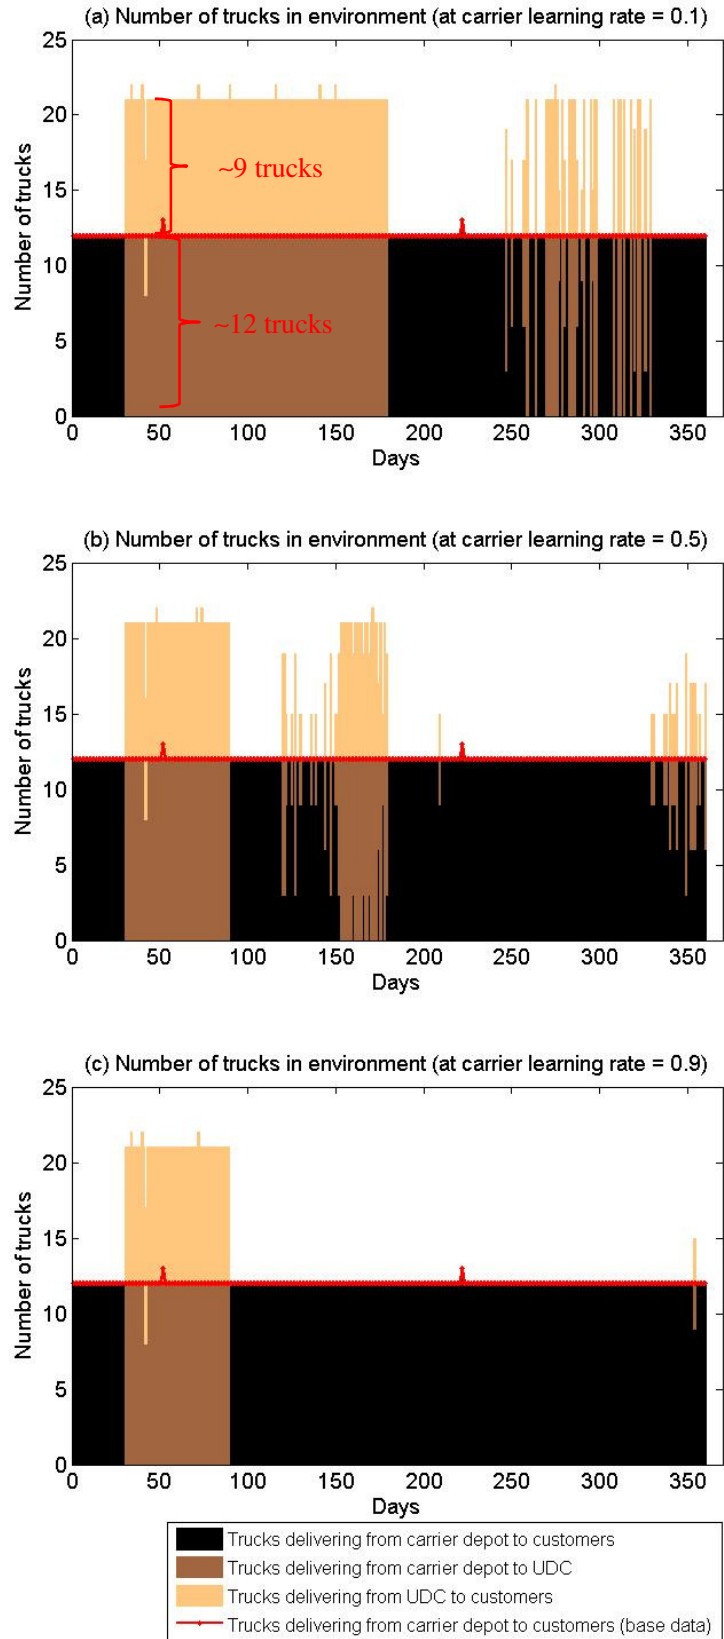 (a) Number of trucks in environment (at carrier learning rate = 0.1)
25
20
15
10
5
0
Number of trucks
~9 trucks
~12 trucks
0 50 100 150 200 250 300 350
Days
(b) Number of trucks in environment (at carrier learning rate = 0.5)
25
20
15
10
5
0
Number of trucks
0 50 100 150 200 250 300 350
Days
(c) Number of trucks in environment (at carrier learning rate = 0.9)
25
20
15
10
5
0
Number of trucks
0 50 100 150 200 250 300 350
Days
Trucks delivering from carrier depot to customers
Trucks delivering from carrier depot to UDC
Trucks delivering from UDC to customers
Trucks delivering from carrier depot to customers (base data)